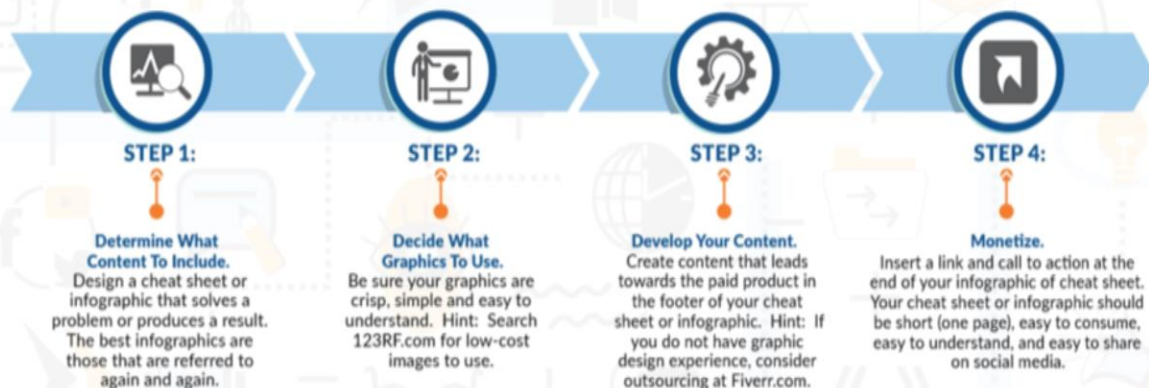 STEP 1:
Determine What
Content To Include.
Design a cheat sheet or
infographic that solves a
problem or produces a result.
The best infographics are
those that are referred to
again and again.
STEP 2:
Decide What
Graphics To Use.
Be sure your graphics are
crisp, simple and easy to
understand. Hint: Search
123RF.com for low-cost
images to use.
STEP 3:
Develop Your Content.
Create content that leads
towards the paid product in
the footer of your cheat
sheet or infographic. Hint: If
you do not have graphic
design experience, consider
outsourcing at Fiverr.com.
STEP 4:
Monetize.
Insert a link and call to action at the
end of your infographic of cheat sheet.
Your cheat sheet or infographic should
be short (one page), easy to consume,
easy to understand, and easy to share
on social media.